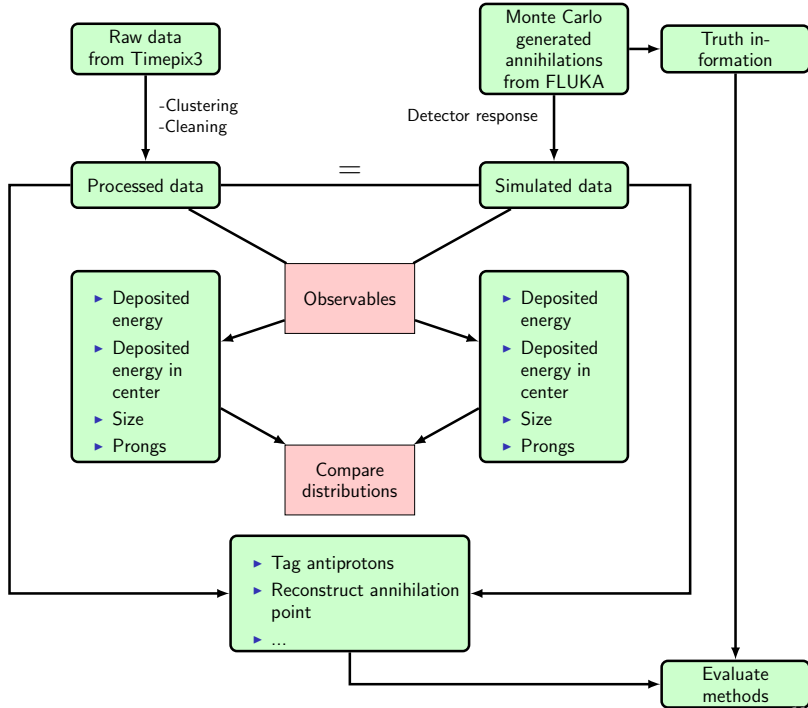 Raw data
from Timepix3
Monte Carlo
generated
annihilations
from FLUKA
Truth in-
formation
-Clustering
-Cleaning
Detector response
Processed data
=
Simulated data
Observables
▶ Deposited
energy
▶ Deposited
energy in
center
▶ Size
▶ Prongs
▶ Deposited
energy
▶ Deposited
energy in
center
▶ Size
▶ Prongs
Compare
distributions
▶ Tag antiprotons
▶ Reconstruct annihilation
point
▶ ...
Evaluate
methods